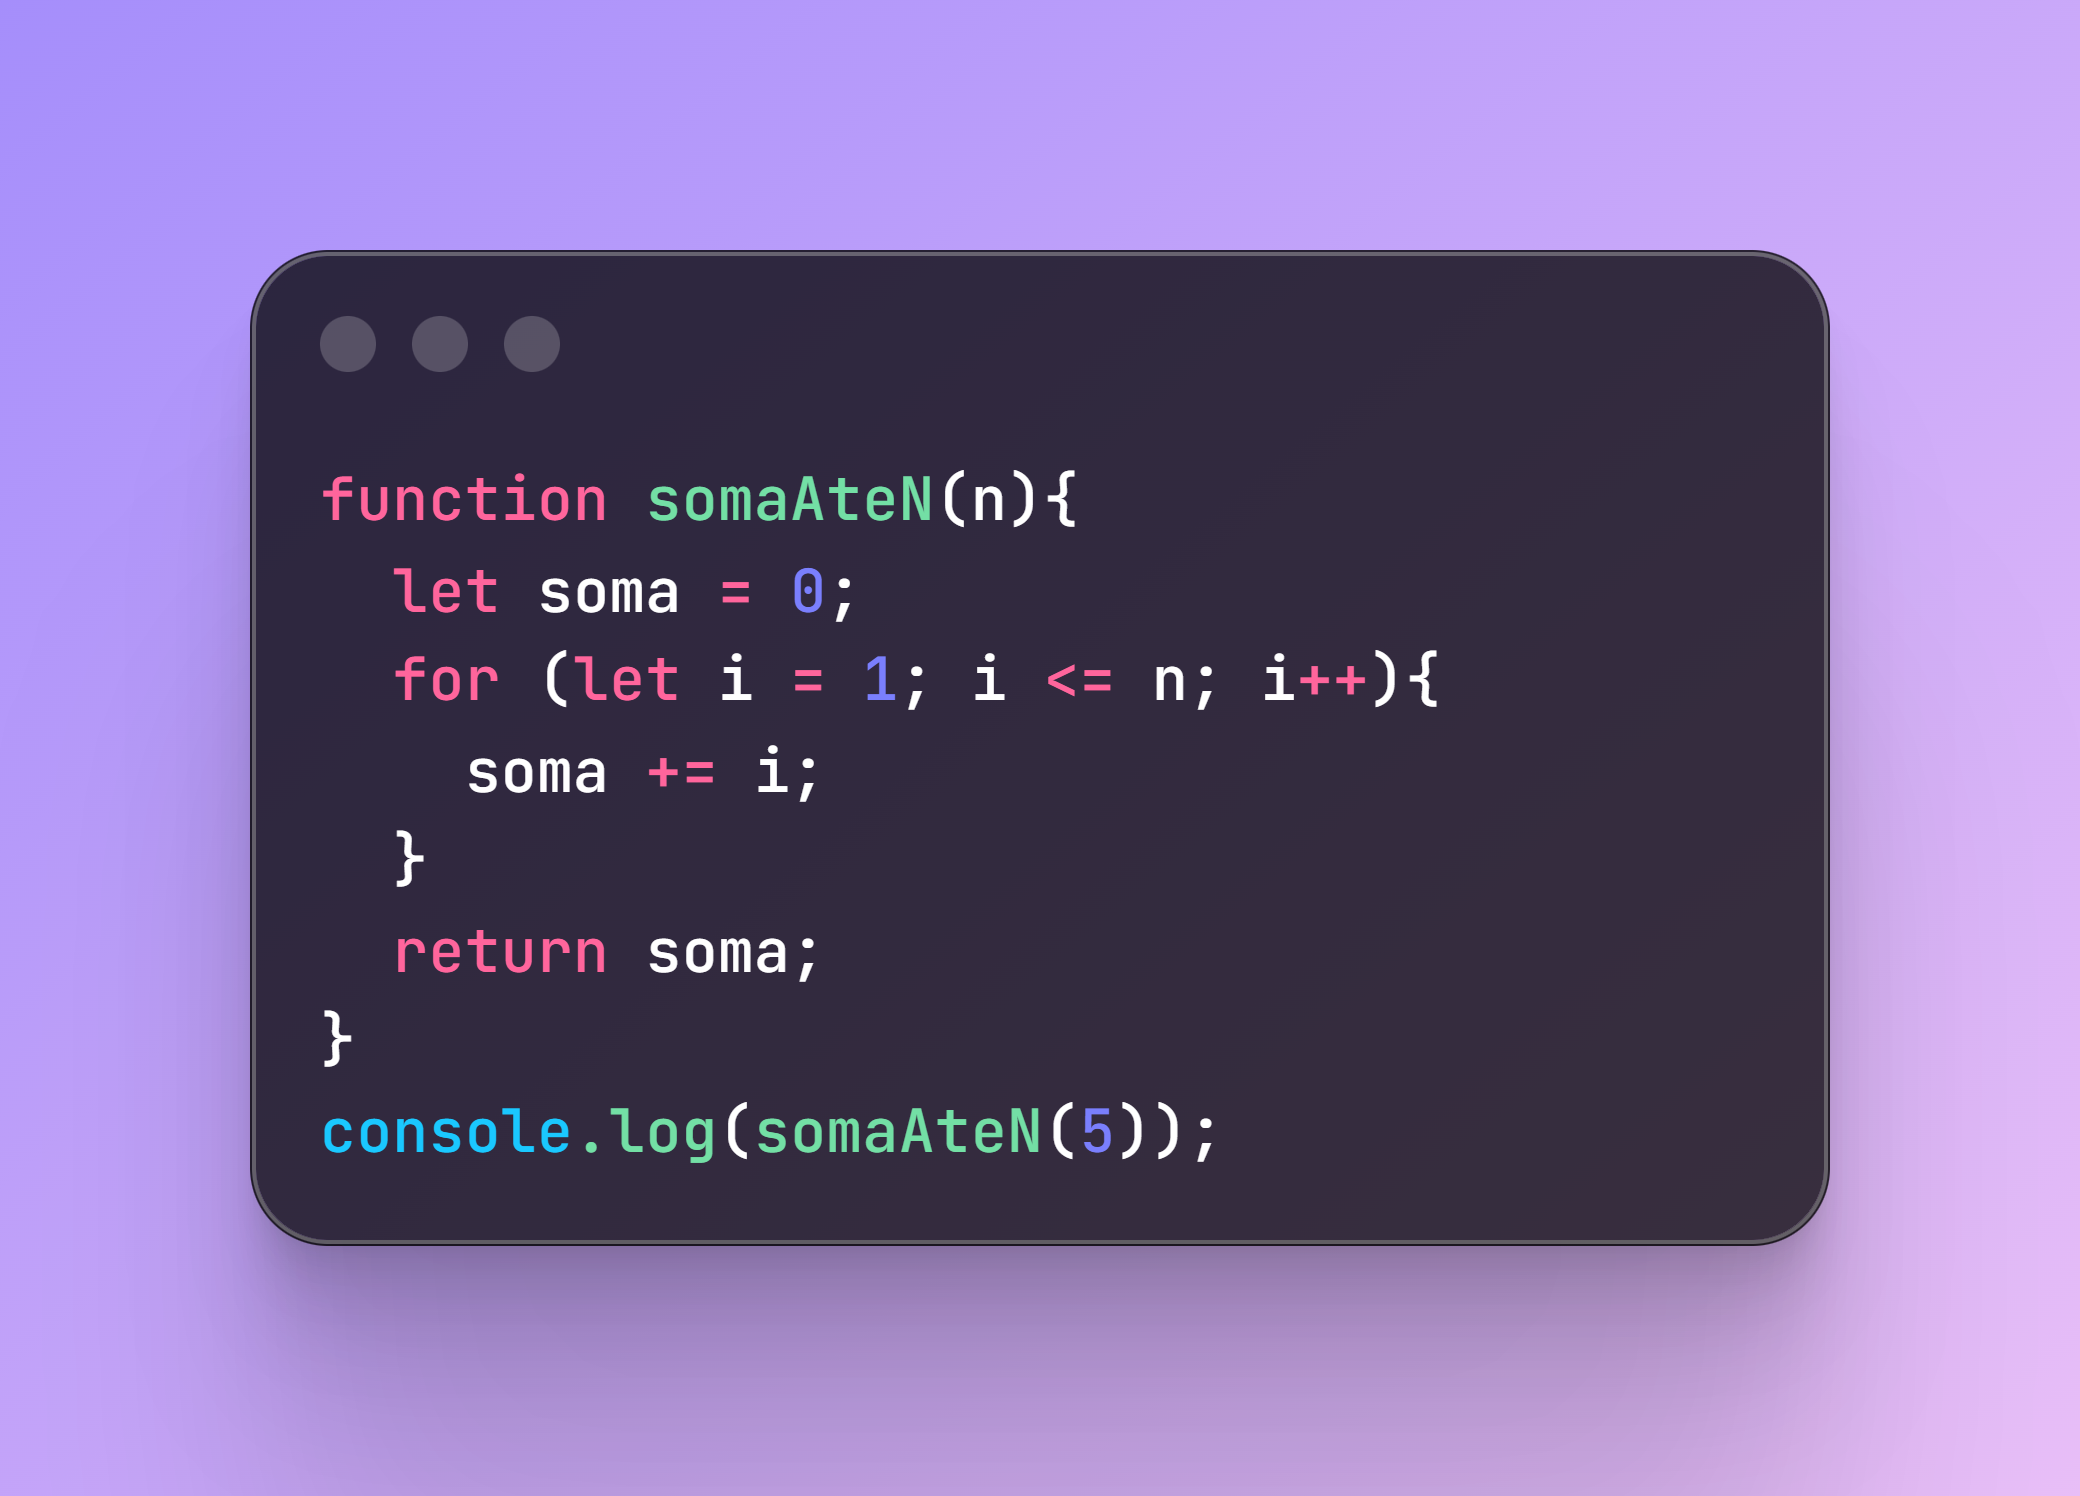 function somaAteN(n){
  let soma = 0;
  for (let i = 1; i <= n; i++){
    soma += i;
  }
  return soma;
}
console.log(somaAteN(5));